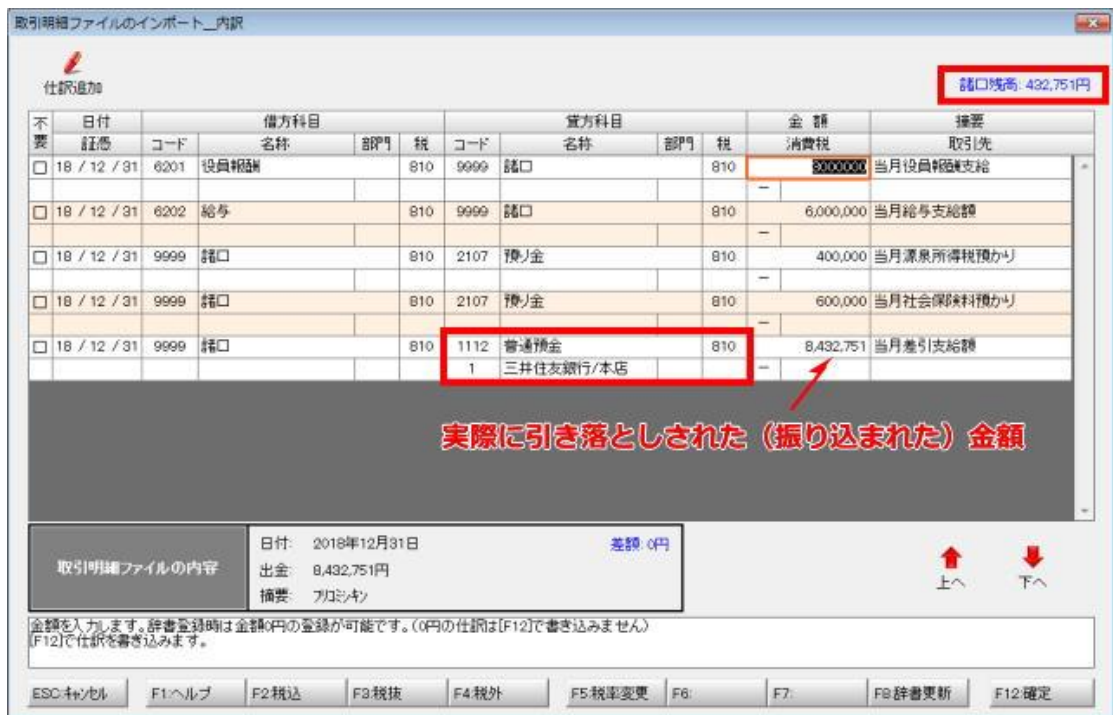 取引明細ファイルのインポート__内訳
仕訳追加
諸口残高: 432,751円
不要 日付 借方科目 貸方科目 金額 摘要
証憑 コード 名称 部門 税 コード 名称 部門 税 消費税 取引先
18 / 12 / 31 6201 役員報酬 810 9999 諸口 810 3000000 当月役員報酬支給
－
18 / 12 / 31 6202 給与 810 9999 諸口 810 6,000,000 当月給与支給額
－
18 / 12 / 31 9999 諸口 810 2107 預り金 810 400,000 当月源泉所得税預かり
－
18 / 12 / 31 9999 諸口 810 2107 預り金 810 600,000 当月社会保険料預かり
－
18 / 12 / 31 9999 諸口 810 1112 普通預金 810 8,432,751 当月差引支給額
1 三井住友銀行/本店 －
実際に引き落としされた（振り込まれた）金額
取引明細ファイルの内容
日付: 2018年12月31日 差額: 0円
出金: 8,432,751円
摘要: フリコミシキン
上へ 下へ
金額を入力します。辞書登録時は金額0円の登録が可能です。(0円の仕訳は[F12]で書き込みません)
[F12]で仕訳を書き込みます。
ESC:キャンセル F1:ヘルプ F2:税込 F3:税抜 F4:税外 F5:税率変更 F6: F7: F8:辞書更新 F12:確定